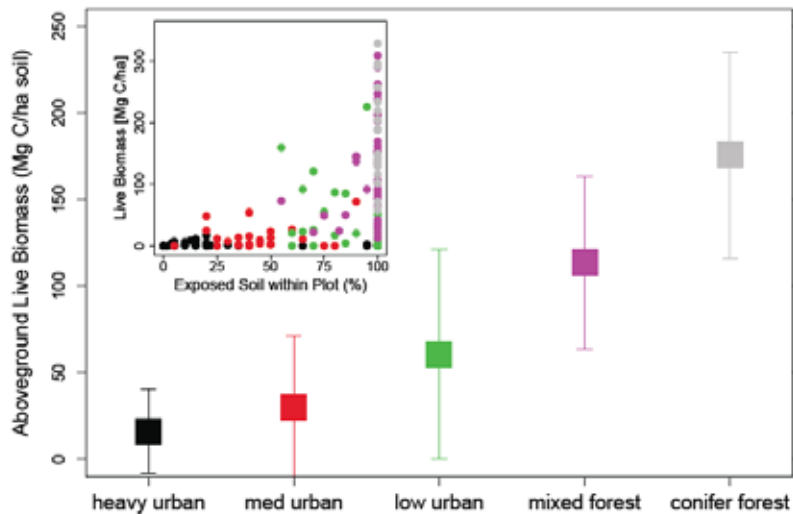 Aboveground Live Biomass (Mg C/ha soil)
250
200
150
100
50
0
Live Biomass [Mg C/ha]
300
100
0
0 25 50 75 100
Exposed Soil within Plot (%)
heavy urban med urban low urban mixed forest conifer forest